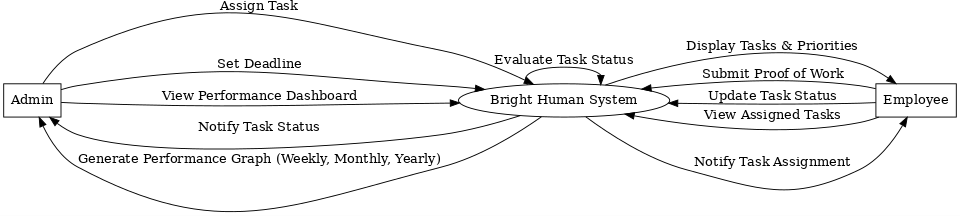 Assign Task
Evaluate Task Status
Display Tasks & Priorities
Set Deadline
Submit Proof of Work
Admin
View Performance Dashboard
Bright Human System
Update Task Status
Employee
View Assigned Tasks
Notify Task Status
Generate Performance Graph (Weekly, Monthly, Yearly)
Notify Task Assignment